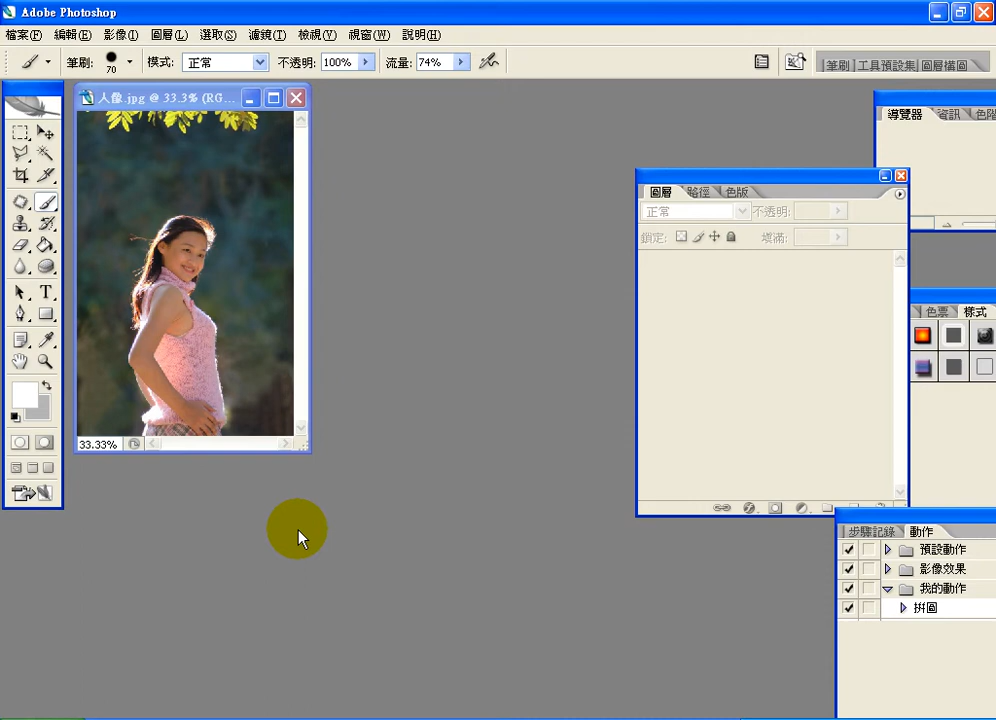 Adobe Photoshop
檔案(F) 編輯(E) 影像(I) 圖層(L) 選取(S) 濾鏡(T) 檢視(V) 視窗(W) 說明(H)
筆刷: 70 模式: 正常 不透明: 100% 流量: 74%
筆刷 工具預設集 圖層構圖
人像.jpg @ 33.3% (RG...
導覽器 資訊 色階
圖層 路徑 色版
正常 不透明:
鎖定: 填滿:
色票 樣式
33.33%
步驟記錄 動作
預設動作
影像效果
我的動作
拼圖
T